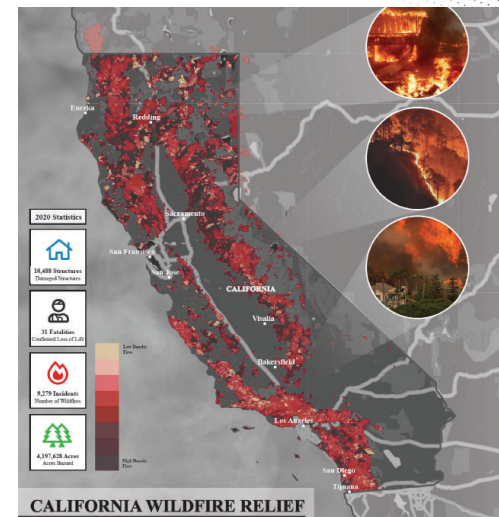 Eureka
Redding
2020 Statistics
Sacramento
10,488 Structures
Damaged Structures
San Francisco
San Jose
CALIFORNIA
31 Fatalities
Confirmed Loss of Life
Visalia
Low Density
Fires
Bakersfield
9,279 Incidents
Number of Wildfires
Los Angeles
4,197,628 Acres
Acres Burned
High Density
Fires
San Diego
Tijuana
CALIFORNIA WILDFIRE RELIEF